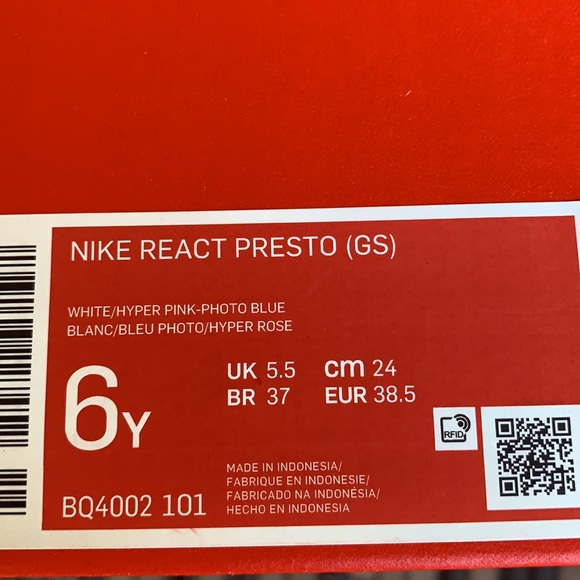 NIKE REACT PRESTO (GS)
WHITE/HYPER PINK-PHOTO BLUE
BLANC/BLEU PHOTO/HYPER ROSE
6Y
UK 5.5 cm 24
BR 37 EUR 38.5
RFID
BQ4002 101
MADE IN INDONESIA/
FABRIQUE EN INDONESIE/
FABRICADO NA INDONÉSIA/
HECHO EN INDONESIA